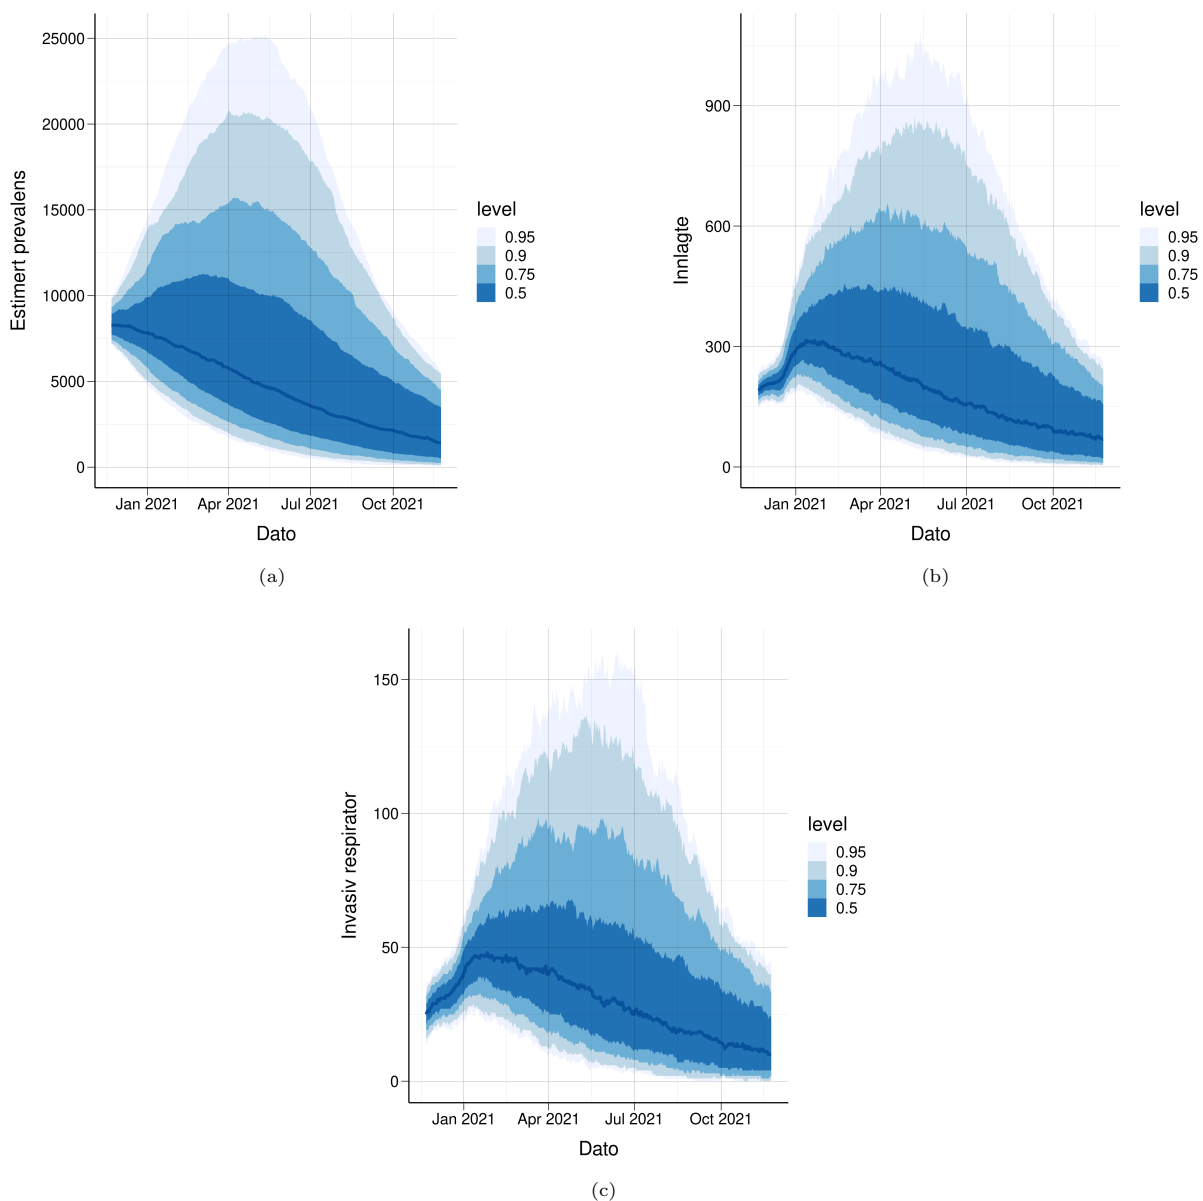 25000
20000
15000
10000
5000
0
Estimert prevalens
Jan 2021 Apr 2021 Jul 2021 Oct 2021
Dato
level
0.95
0.9
0.75
0.5
(a)
900
600
300
0
Innlagte
Jan 2021 Apr 2021 Jul 2021 Oct 2021
Dato
level
0.95
0.9
0.75
0.5
(b)
150
100
50
0
Invasiv respirator
Jan 2021 Apr 2021 Jul 2021 Oct 2021
Dato
level
0.95
0.9
0.75
0.5
(c)